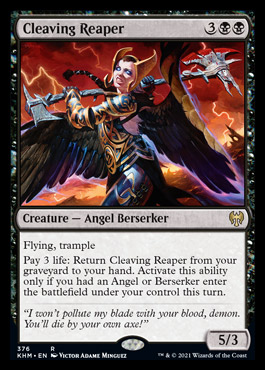 Cleaving Reaper 3
Creature — Angel Berserker
Flying, trample
Pay 3 life: Return Cleaving Reaper from your
graveyard to your hand. Activate this ability
only if you had an Angel or Berserker enter
the battlefield under your control this turn.
“I won’t pollute my blade with your blood, demon.
You’ll die by your own axe!”
5/3
376 R
KHM • EN Victor Adame Minguez
™ & © 2021 Wizards of the Coast